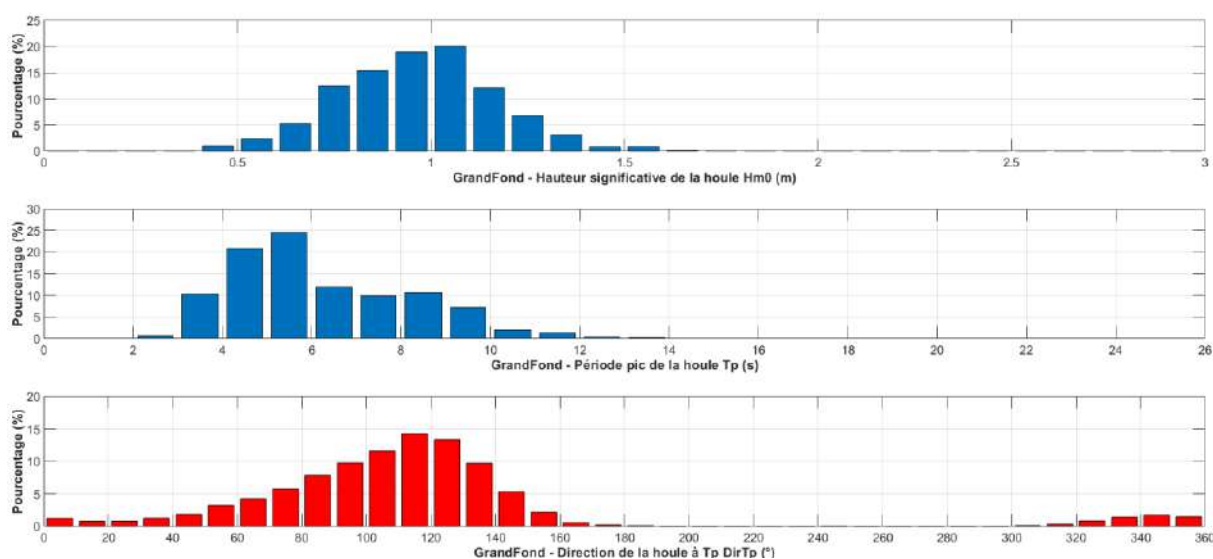 Pourcentage (%)
25
20
15
10
5
0
0 0.5 1 1.5 2 2.5 3
GrandFond - Hauteur significative de la houle Hm0 (m)
Pourcentage (%)
30
25
20
15
10
5
0
0 2 4 6 8 10 12 14 16 18 20 22 24 26
GrandFond - Période pic de la houle Tp (s)
Pourcentage (%)
20
15
10
5
0
0 20 40 60 80 100 120 140 160 180 200 220 240 260 280 300 320 340 360
GrandFond - Direction de la houle à Tp DirTp (°)